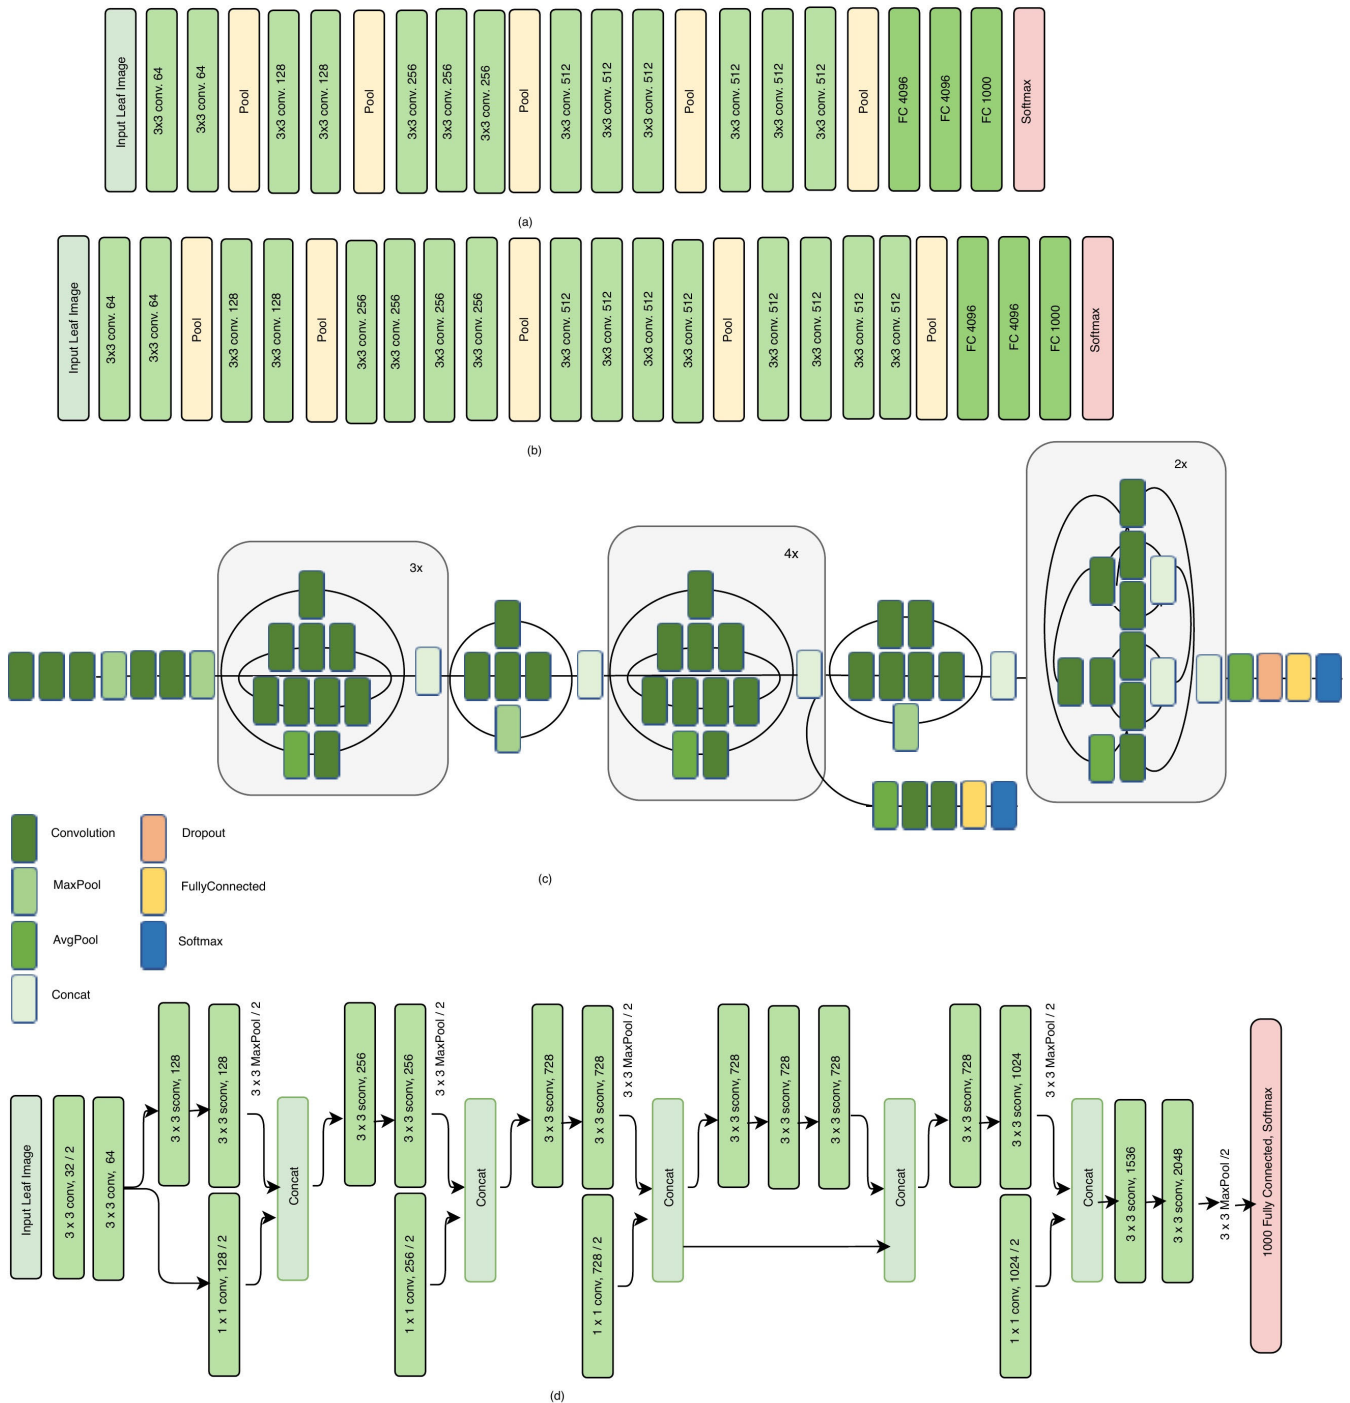 Input Leaf Image
3x3 conv. 64
3x3 conv. 64
Pool
3x3 conv. 128
3x3 conv. 128
Pool
3x3 conv. 256
3x3 conv. 256
3x3 conv. 256
Pool
3x3 conv. 512
3x3 conv. 512
3x3 conv. 512
Pool
3x3 conv. 512
3x3 conv. 512
3x3 conv. 512
Pool
FC 4096
FC 4096
FC 1000
Softmax
(a)
Input Leaf Image
3x3 conv. 64
3x3 conv. 64
Pool
3x3 conv. 128
3x3 conv. 128
Pool
3x3 conv. 256
3x3 conv. 256
3x3 conv. 256
3x3 conv. 256
Pool
3x3 conv. 512
3x3 conv. 512
3x3 conv. 512
3x3 conv. 512
Pool
3x3 conv. 512
3x3 conv. 512
3x3 conv. 512
3x3 conv. 512
Pool
FC 4096
FC 4096
FC 1000
Softmax
(b)
3x
4x
2x
Convolution
MaxPool
AvgPool
Concat
Dropout
FullyConnected
Softmax
(c)
Input Leaf Image
3 x 3 conv, 32 / 2
3 x 3 conv, 64
3 x 3 sconv, 128
3 x 3 sconv, 128
3 x 3 MaxPool / 2
1 x 1 conv, 128 / 2
Concat
3 x 3 sconv, 256
3 x 3 sconv, 256
3 x 3 MaxPool / 2
1 x 1 conv, 256 / 2
Concat
3 x 3 sconv, 728
3 x 3 sconv, 728
3 x 3 MaxPool / 2
1 x 1 conv, 728 / 2
Concat
3 x 3 sconv, 728
3 x 3 sconv, 728
3 x 3 sconv, 728
Concat
3 x 3 sconv, 728
3 x 3 sconv, 1024
3 x 3 MaxPool / 2
1 x 1 conv, 1024 / 2
Concat
3 x 3 sconv, 1536
3 x 3 sconv, 2048
3 x 3 MaxPool /2
1000 Fully Connected, Softmax
(d)